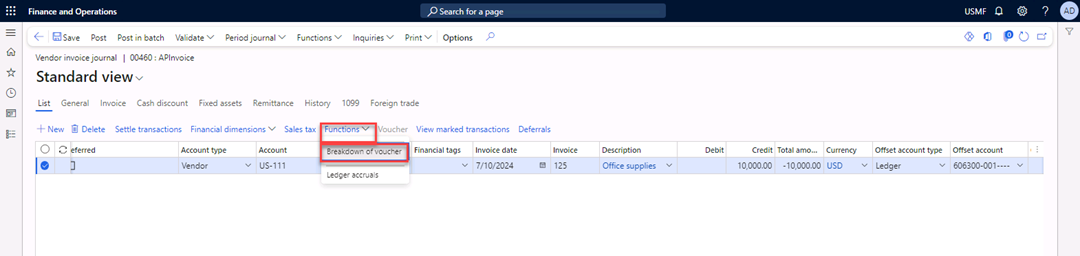 Finance and Operations
Search for a page
USMF
?
AD
Save Post Post in batch Validate Period journal Functions Inquiries Print Options
0
Vendor invoice journal | 00460 : APInvoice
Standard view
List General Invoice Cash discount Fixed assets Remittance History 1099 Foreign trade
+ New Delete Settle transactions Financial dimensions Sales tax Functions Voucher View marked transactions Deferrals
eferred Account type Account Financial tags Invoice date Invoice Description Debit Credit Total amo... Currency Offset account type Offset account
Breakdown of voucher
Vendor US-111 7/10/2024 125 Office supplies 10,000.00 -10,000.00 USD Ledger 606300-001----
Ledger accruals